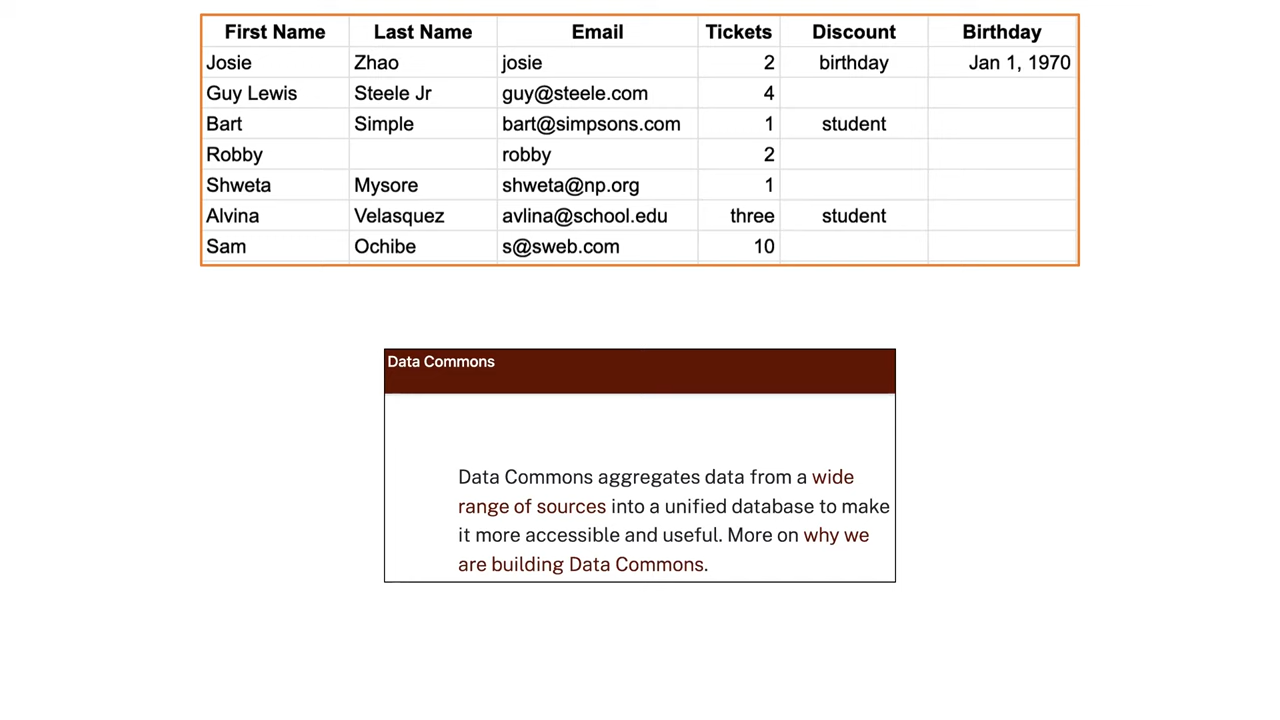 First Name Last Name Email Tickets Discount Birthday
Josie Zhao josie 2 birthday Jan 1, 1970
Guy Lewis Steele Jr guy@steele.com 4
Bart Simple bart@simpsons.com 1 student
Robby robby 2
Shweta Mysore shweta@np.org 1
Alvina Velasquez avlina@school.edu three student
Sam Ochibe s@sweb.com 10
Data Commons
Data Commons aggregates data from a wide
range of sources into a unified database to make
it more accessible and useful. More on why we
are building Data Commons.